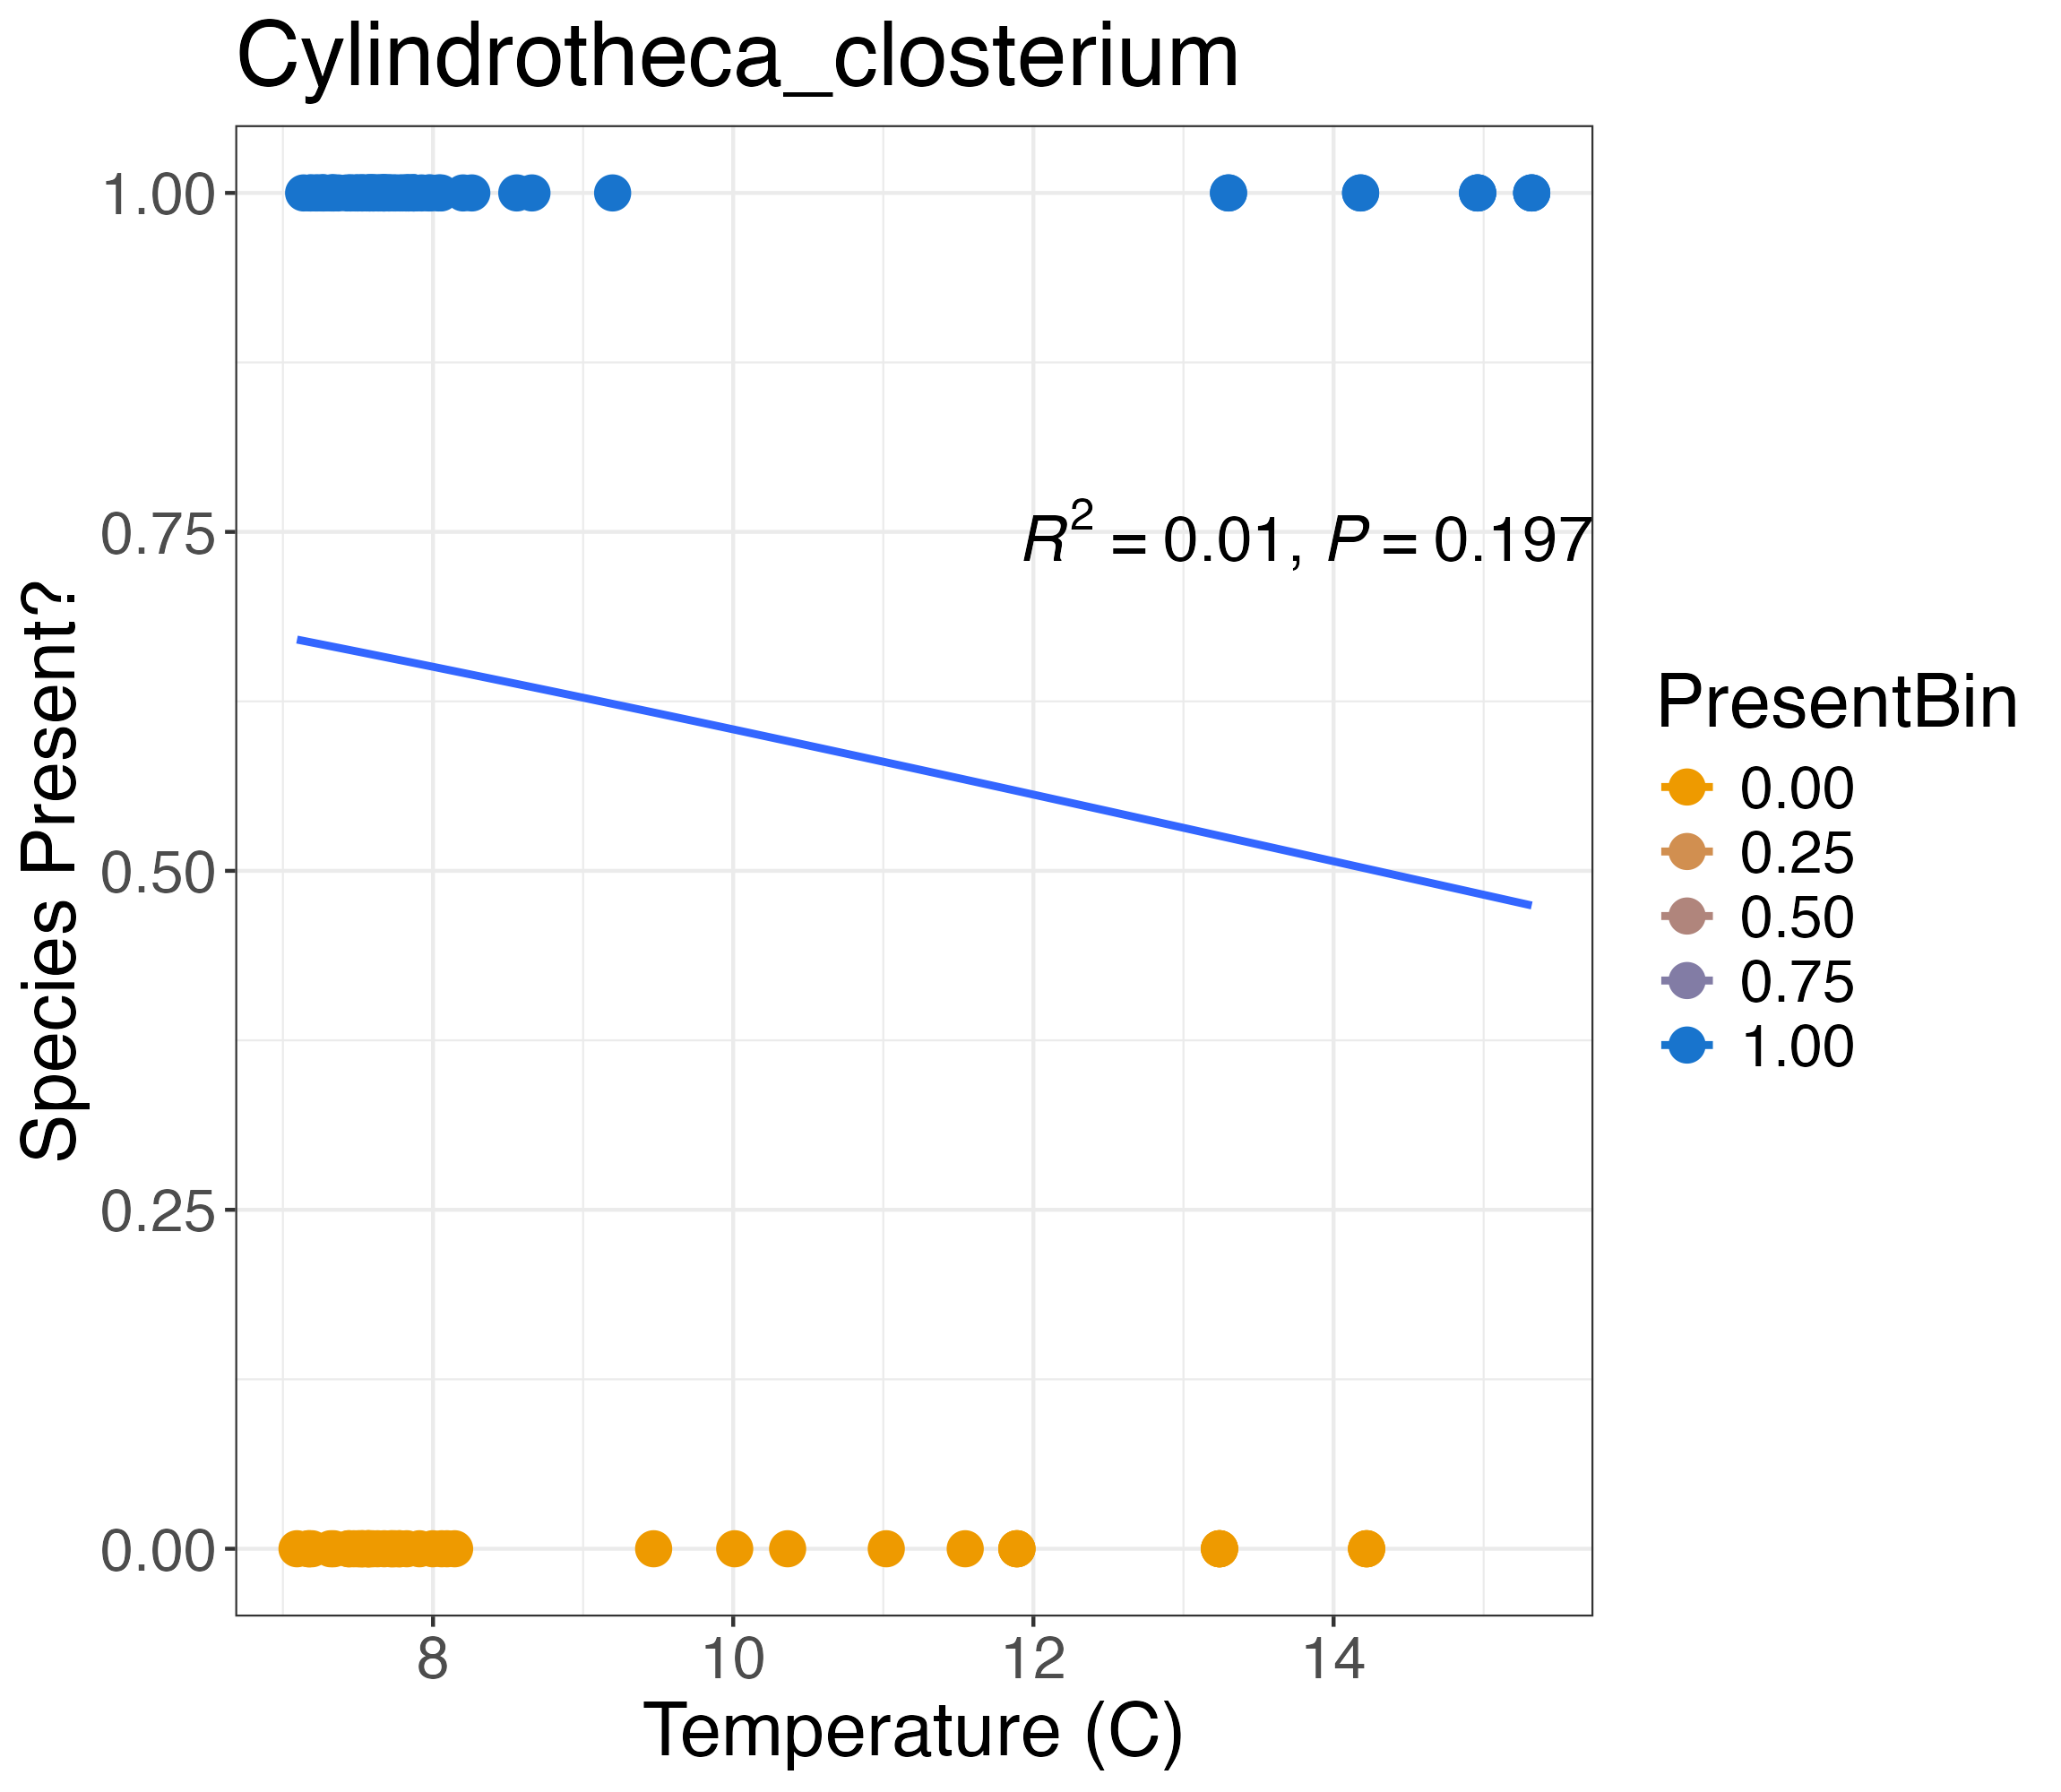 Cylindrotheca_closterium
1.00
0.75
0.50
0.25
0.00
Species Present?
R² = 0.01, P = 0.197
8 10 12 14
Temperature (C)
PresentBin
0.00
0.25
0.50
0.75
1.00